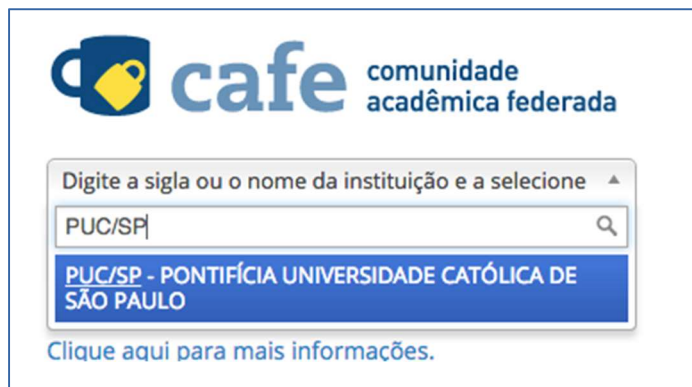 cafe comunidade
acadêmica federada
Digite a sigla ou o nome da instituição e a selecione
PUC/SP
PUC/SP - PONTIFÍCIA UNIVERSIDADE CATÓLICA DE
SÃO PAULO
Clique aqui para mais informações.